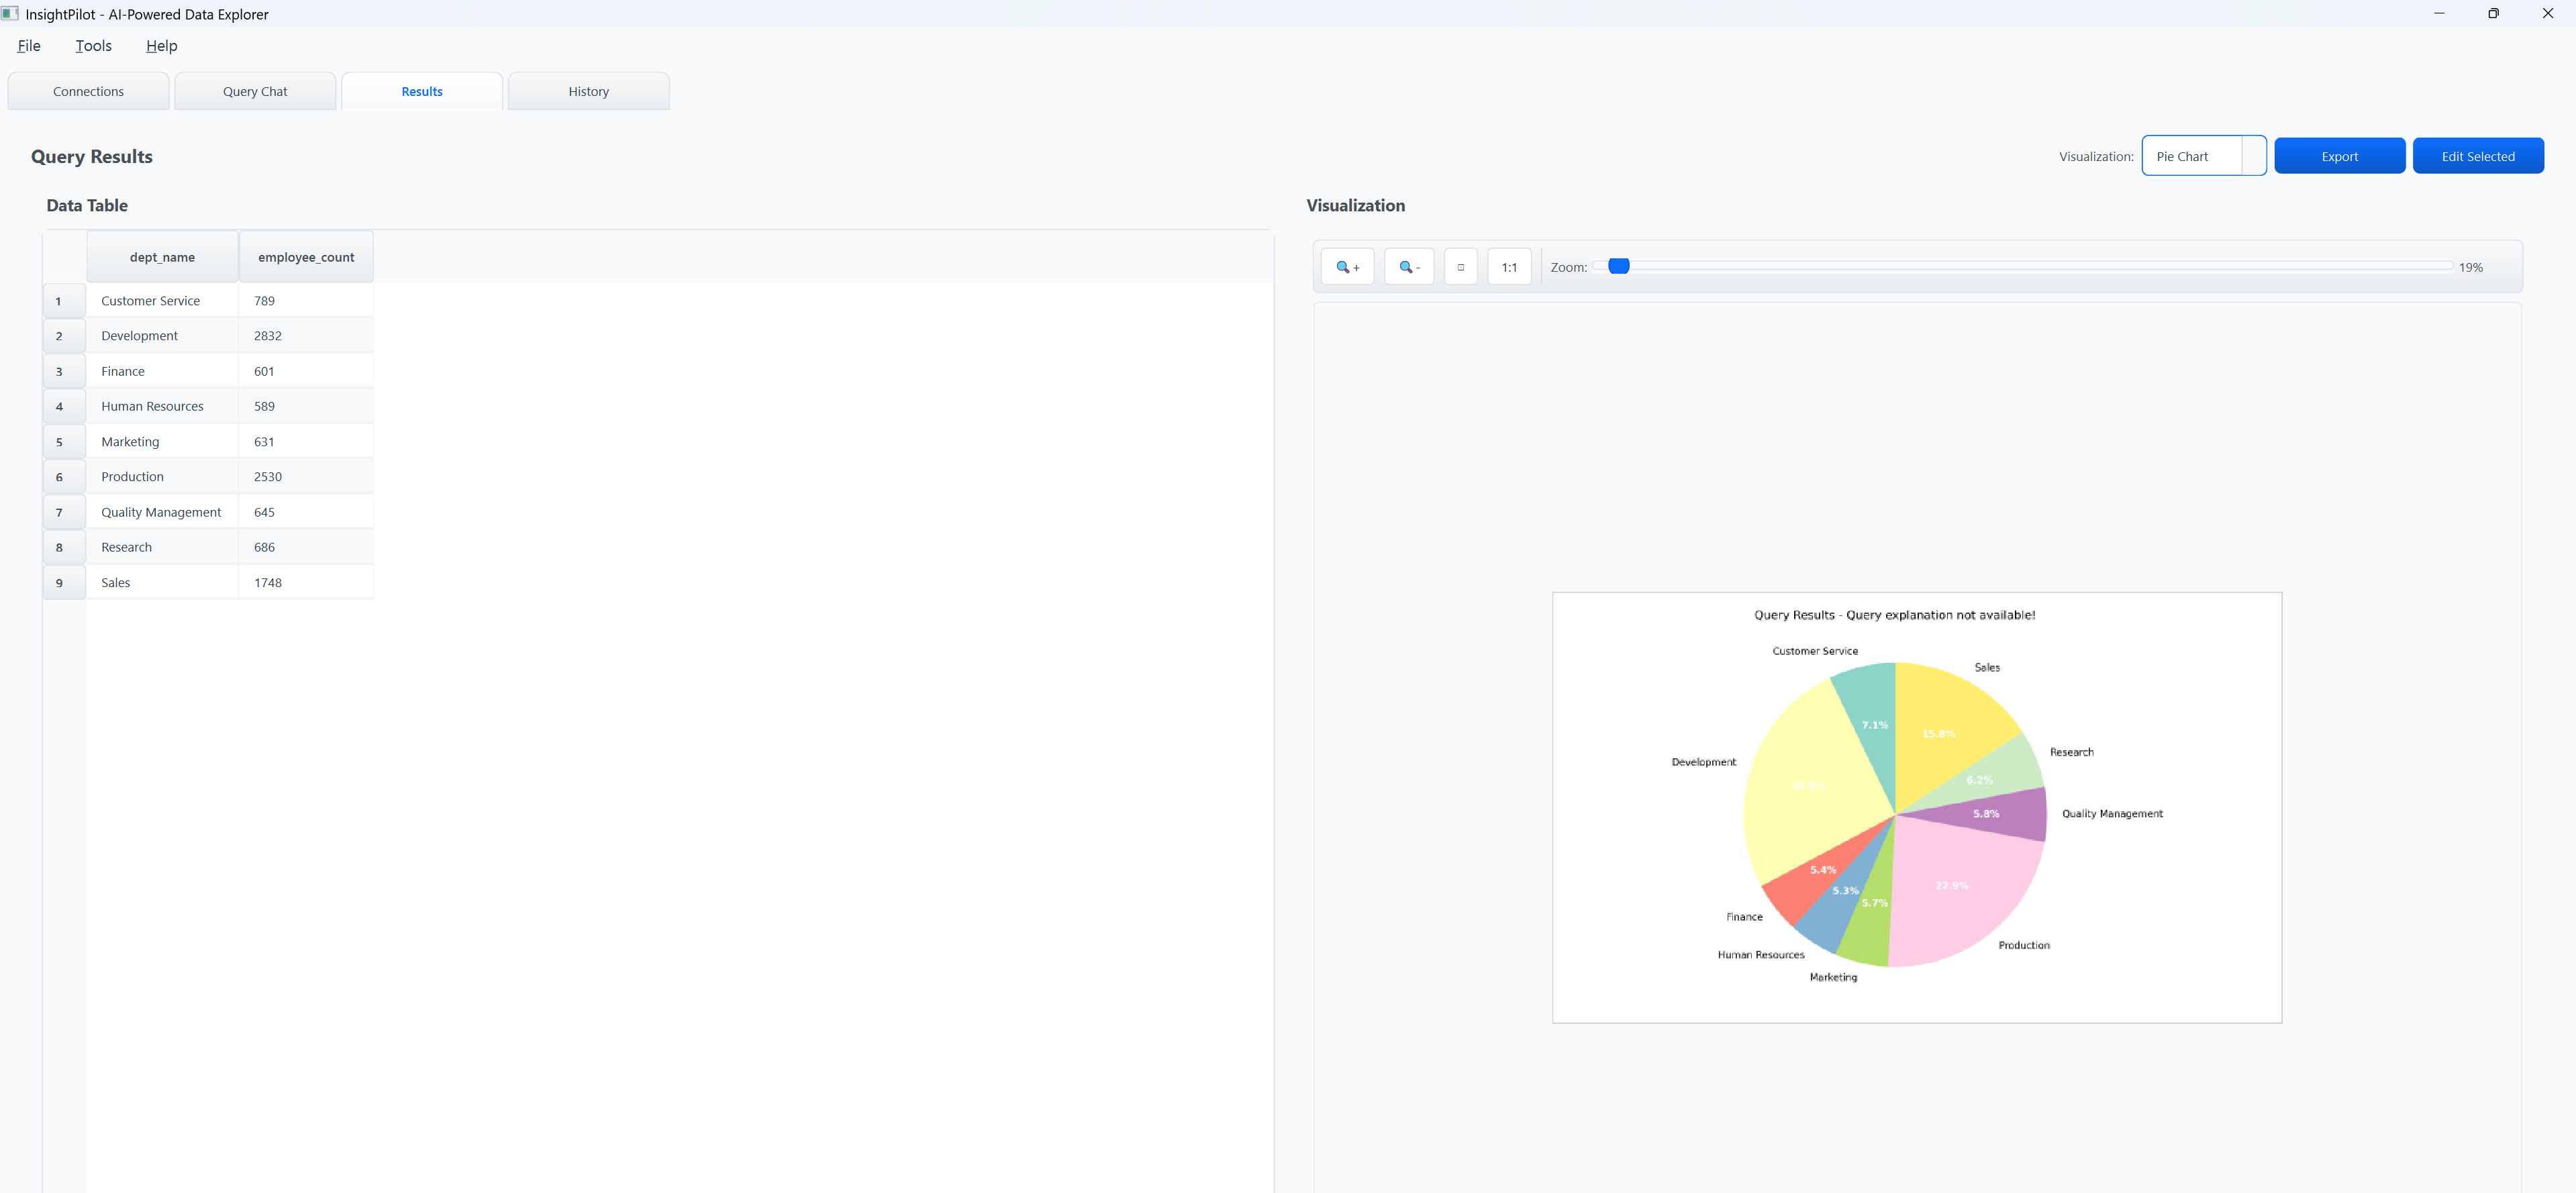 InsightPilot - AI-Powered Data Explorer
File Tools Help
Connections Query Chat Results History
Query Results
Visualization: Pie Chart Export Edit Selected
Data Table
dept_name employee_count
1 Customer Service 789
2 Development 2832
3 Finance 601
4 Human Resources 589
5 Marketing 631
6 Production 2530
7 Quality Management 645
8 Research 686
9 Sales 1748
Visualization
+ - 1:1 Zoom: 19%
Query Results - Query explanation not available!
Customer Service
Sales
7.1%
15.8%
Research
Development
6.2%
5.8%
Quality Management
5.4%
22.9%
5.3%
5.7%
Finance
Production
Human Resources
Marketing